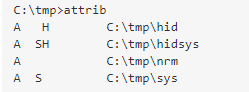 C:\tmp>attrib
A   H        C:\tmp\hid
A  SH        C:\tmp\hidsys
A            C:\tmp\nrm
A  S         C:\tmp\sys